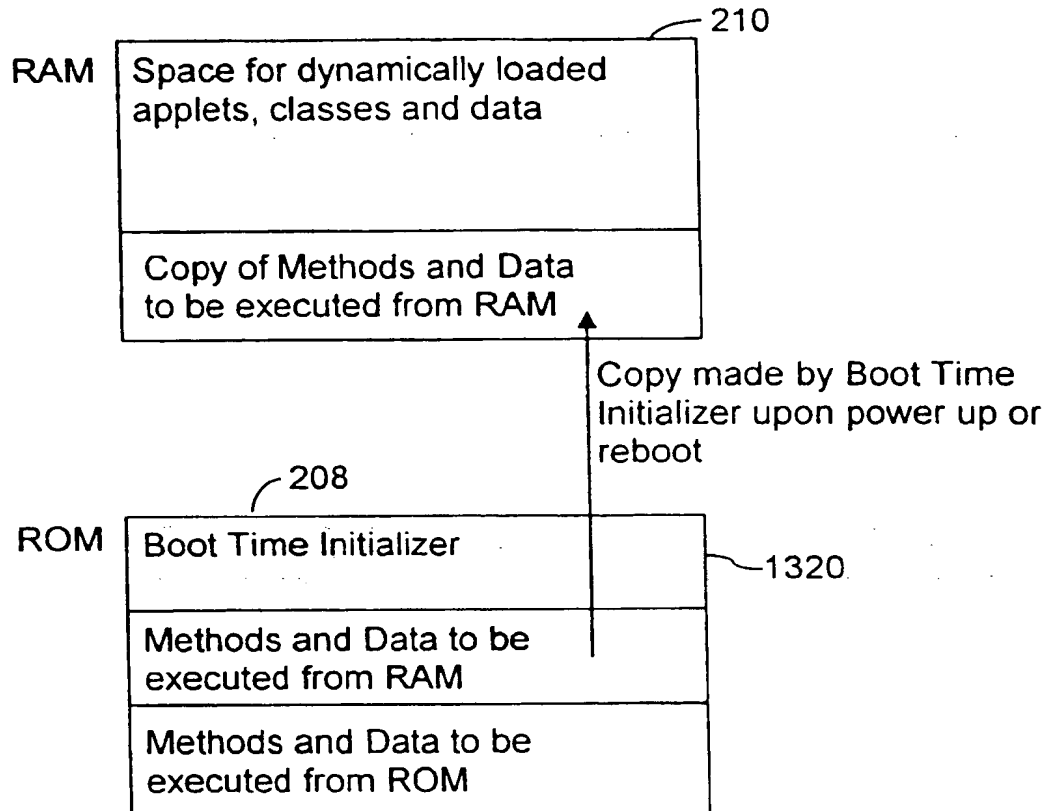 210
RAM
Space for dynamically loaded
applets, classes and data
Copy of Methods and Data
to be executed from RAM
Copy made by Boot Time
Initializer upon power up or
reboot
208
ROM
Boot Time Initializer
1320
Methods and Data to be
executed from RAM
Methods and Data to be
executed from ROM